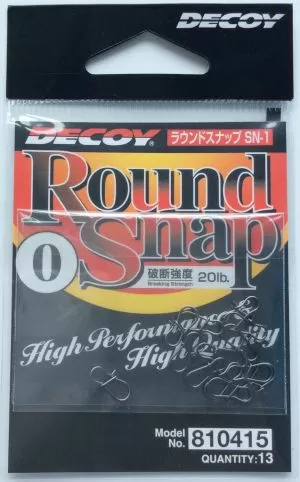 DECOY
DECOY® ラウンドスナップ SN-1
Round
0 Snap
破断強度 20lb.
Breaking Strength
High Performance
High Quality
Model No. 810415
QUANTITY:13